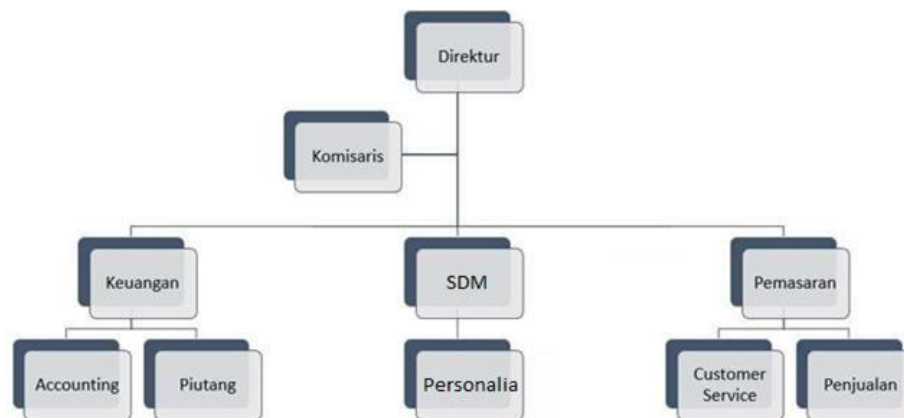 Direktur
Komisaris
Keuangan
SDM
Pemasaran
Accounting
Piutang
Personalia
Customer
Service
Penjualan